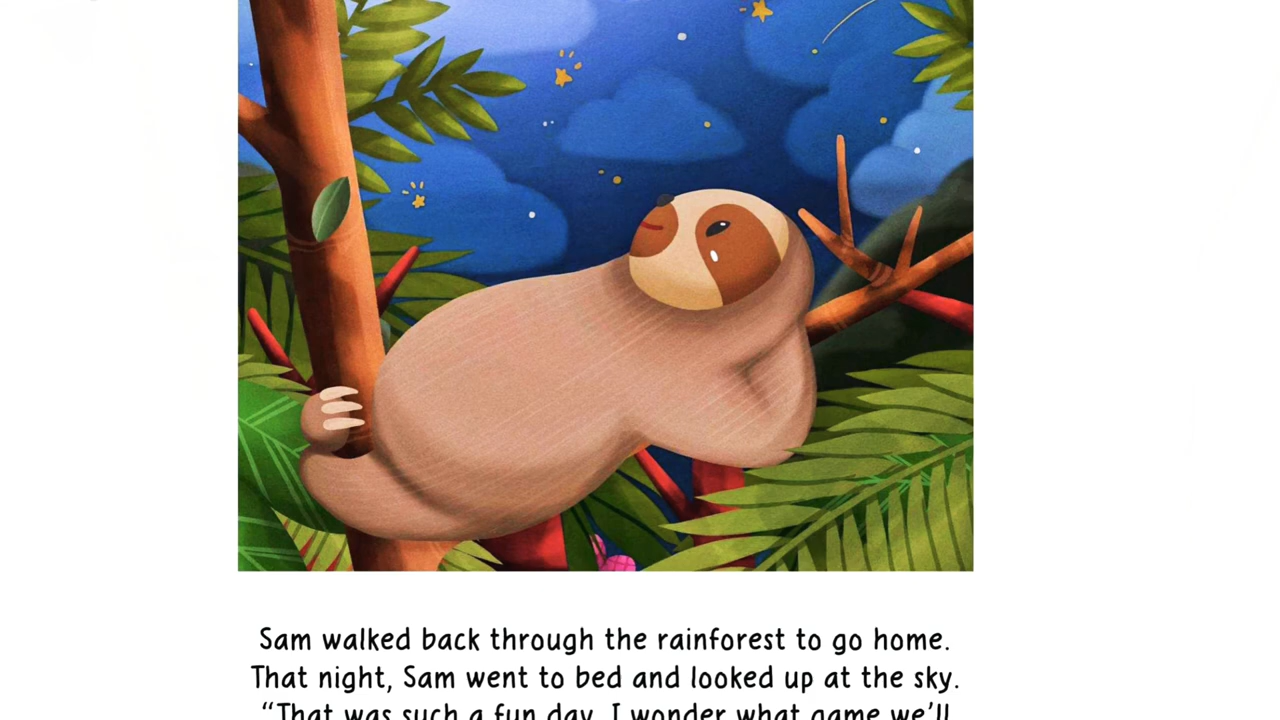 Sam walked back through the rainforest to go home.
That night, Sam went to bed and looked up at the sky.
“That was such a fun day. I wonder what game we’ll